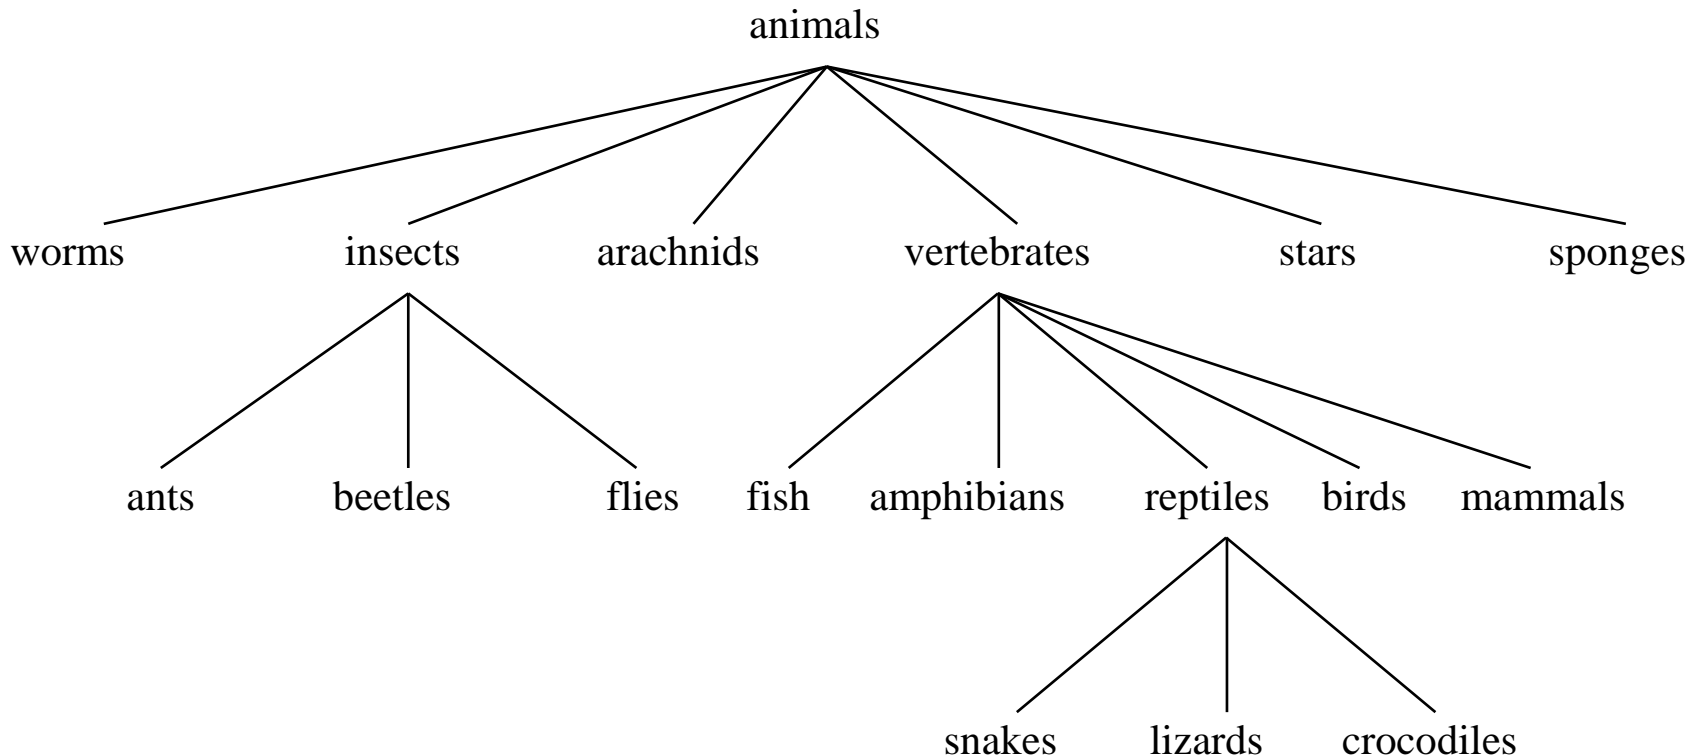 animals
worms insects arachnids vertebrates stars sponges
ants beetles flies fish amphibians reptiles birds mammals
snakes lizards crocodiles